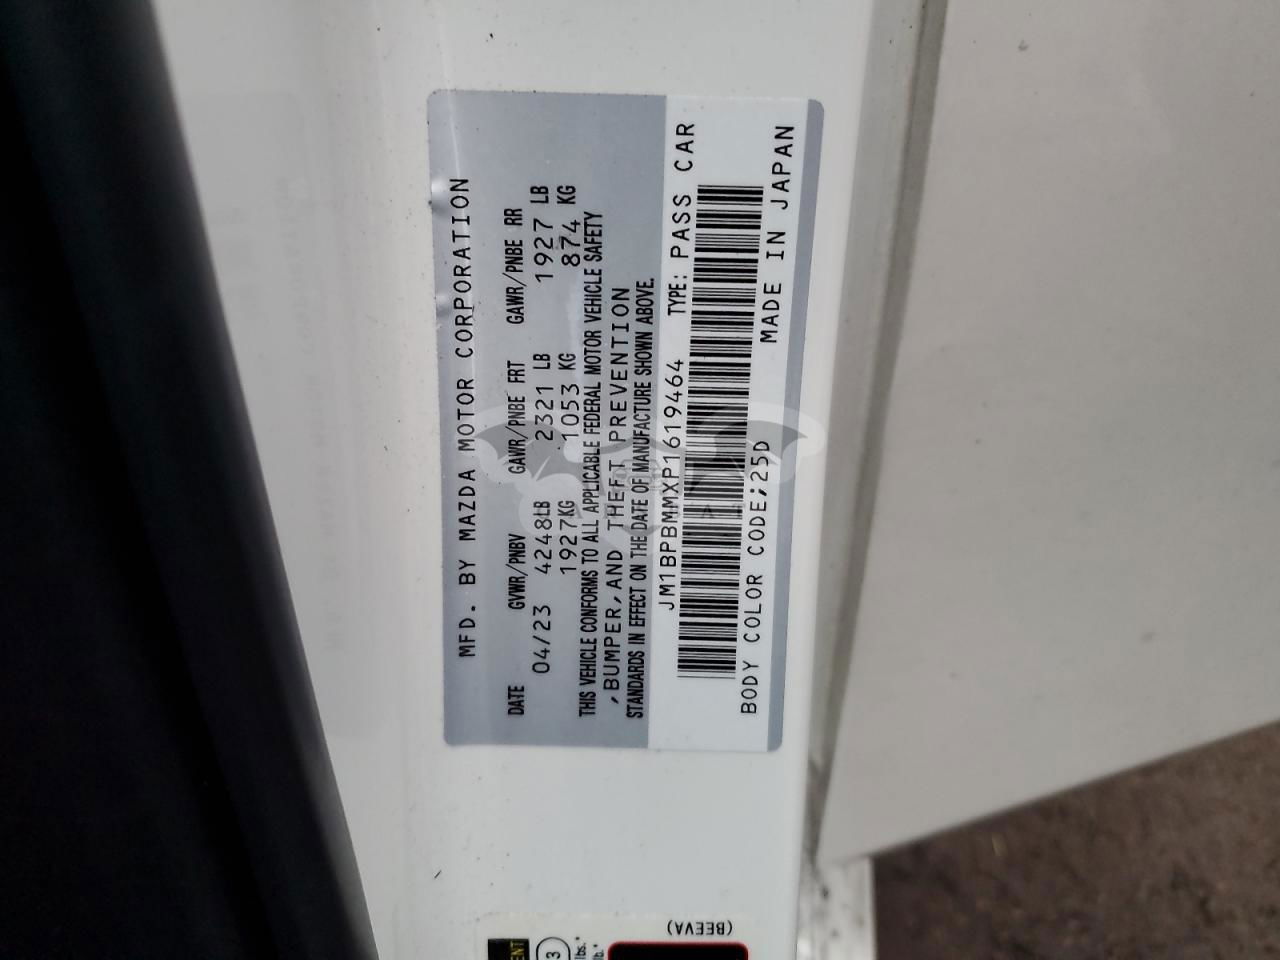 MFD. BY MAZDA MOTOR CORPORATION
DATE GVWR/PNBV GAWR/PNBE FRT GAWR/PNBE RR
04/23 4248LB 2321 LB 1927 LB
1927KG 1053 KG 874 KG
THIS VEHICLE CONFORMS TO ALL APPLICABLE FEDERAL MOTOR VEHICLE SAFETY
,BUMPER,AND THEFT PREVENTION
STANDARDS IN EFFECT ON THE DATE OF MANUFACTURE SHOWN ABOVE.
JM1BPBMMXP1619464 TYPE: PASS CAR
BODY COLOR CODE;25D MADE IN JAPAN
(BEEVA)